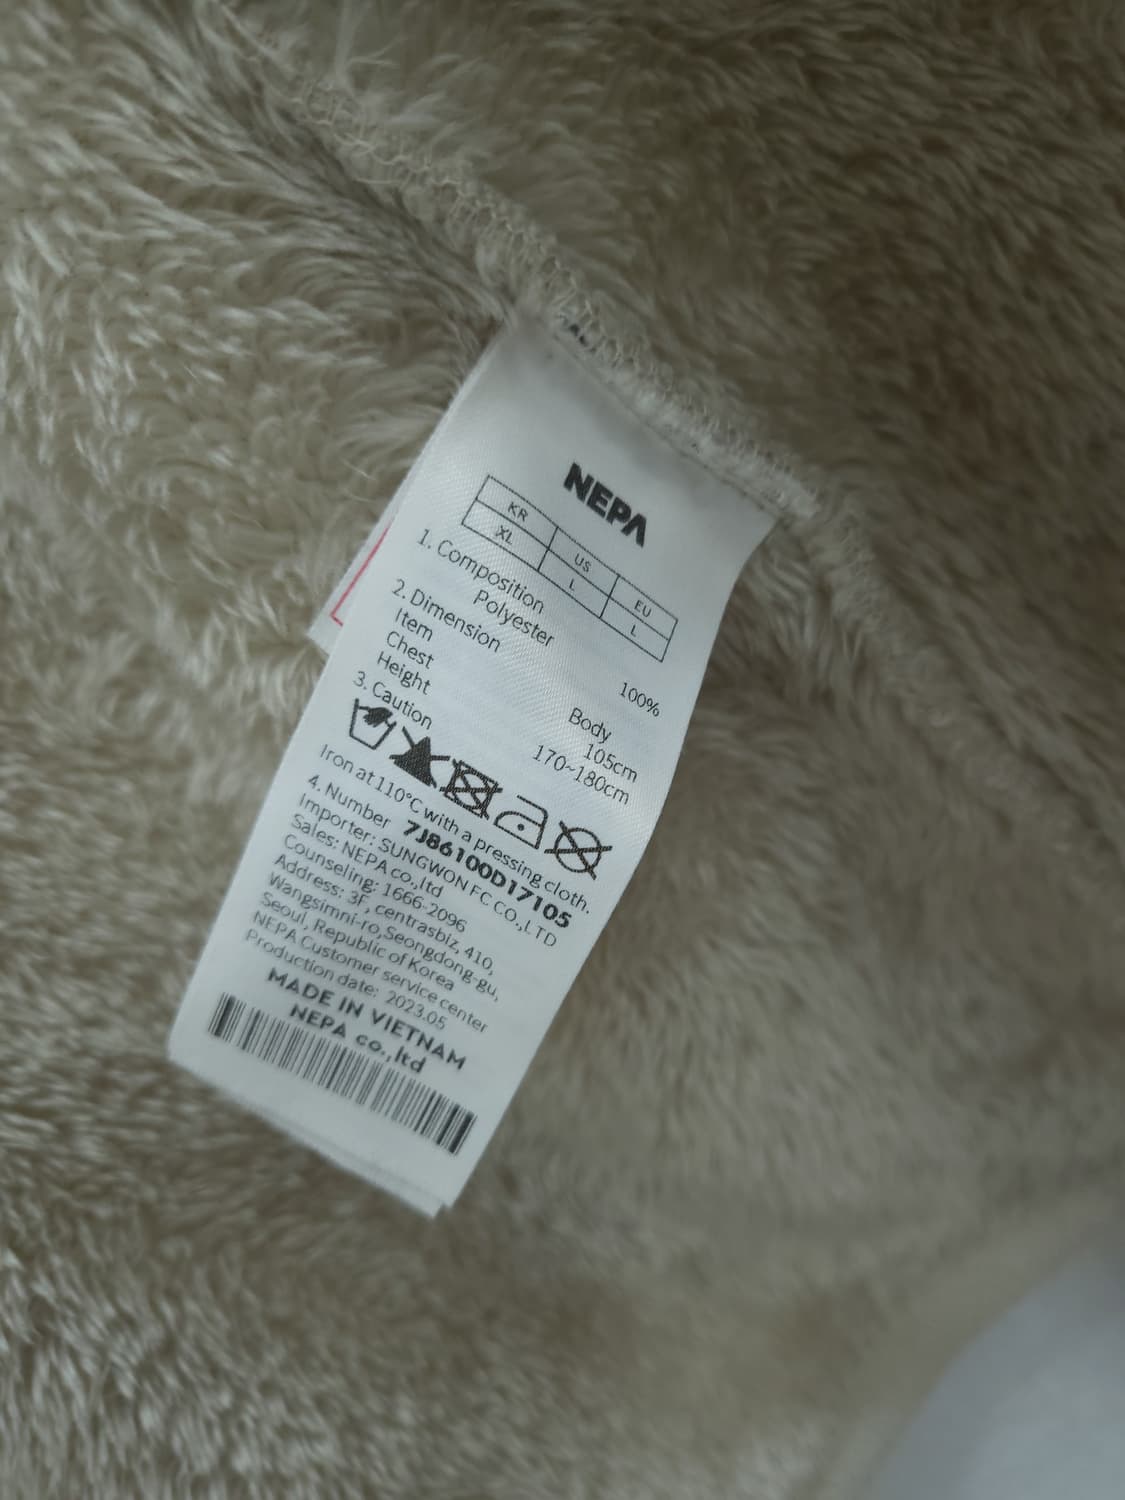 NEPA
KR US EU
XL L L
1. Composition
Polyester 100%
2. Dimension
Item Body
Chest 105cm
Height 170~180cm
3. Caution
Iron at 110°C with a pressing cloth.
4. Number 7J86100D17105
Importer: SUNGWON FC CO.,LTD
Sales: NEPA co.,ltd
Counseling: 1666-2096
Address: 3F, centrasbiz, 410,
Wangsimni-ro,Seongdong-gu,
Seoul, Republic of Korea
NEPA Customer service center
Production date: 2023.05
MADE IN VIETNAM
NEPA co.,ltd